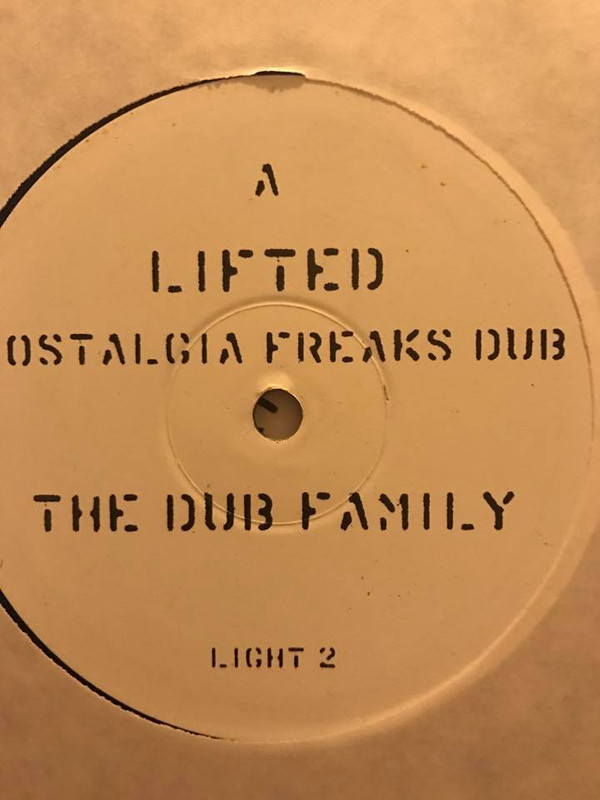 A
LIFTED
OSTALGIA FREAKS DUB
THE DUB FAMILY
LIGHT 2